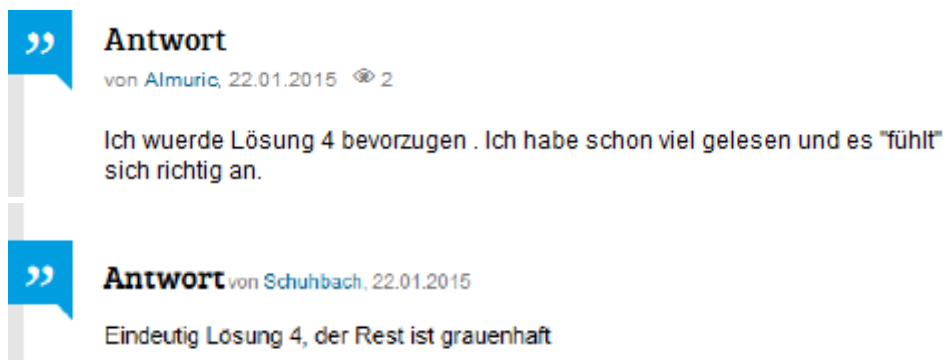 Antwort
von Almuric, 22.01.2015 2
Ich wuerde Lösung 4 bevorzugen . Ich habe schon viel gelesen und es "fühlt"
sich richtig an.
Antwort von Schuhbach, 22.01.2015
Eindeutig Lösung 4, der Rest ist grauenhaft